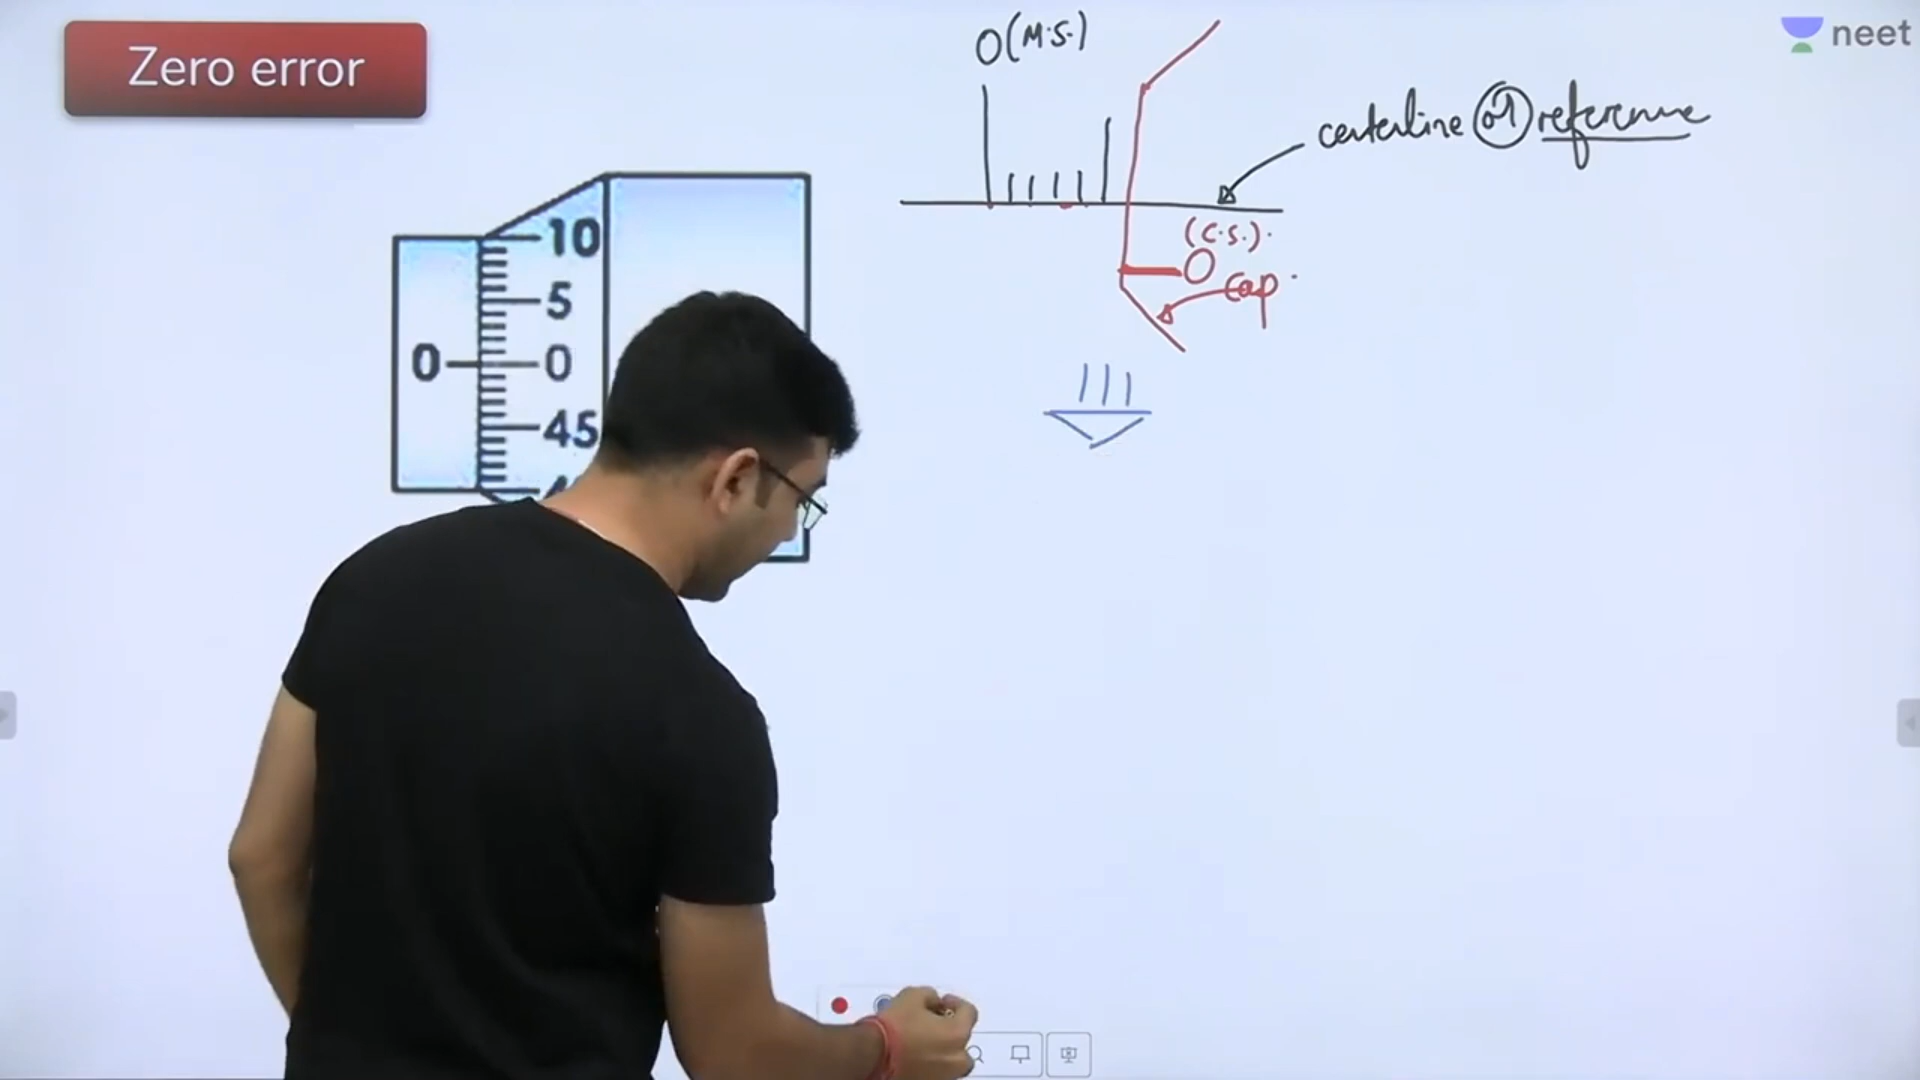 Zero error
O(M.S.)
neet
centerline or reference
(C.S.).
O
Cap.
10
5
0
0
45